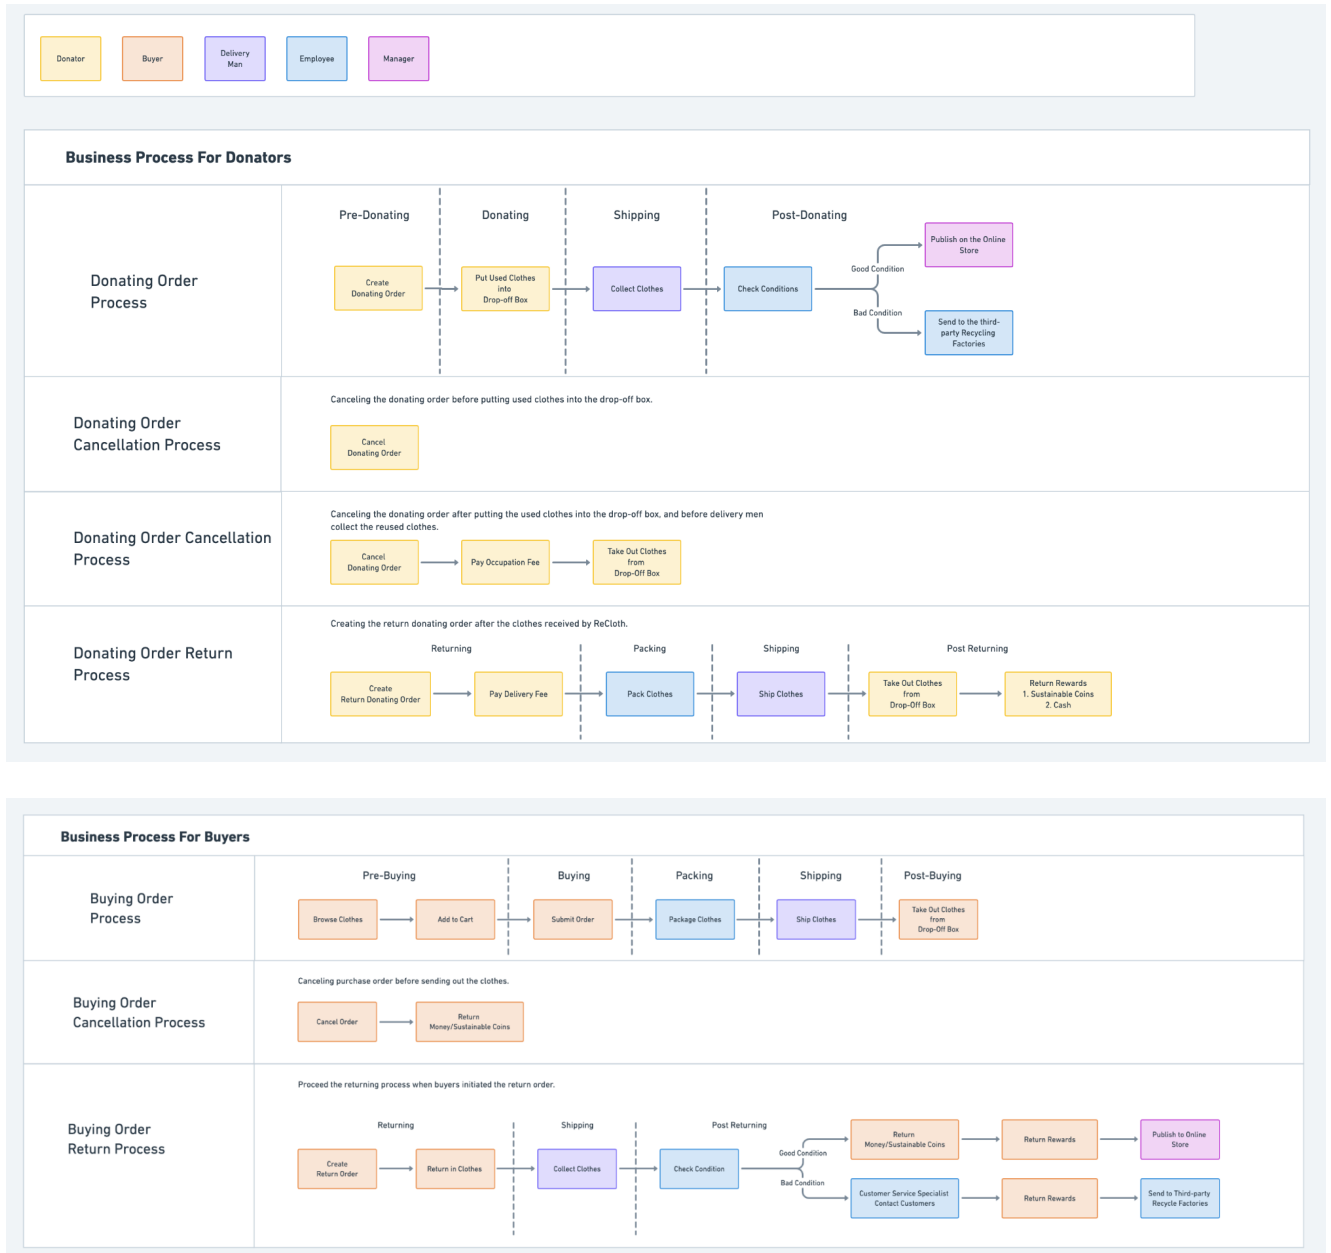 Donator
Buyer
Delivery
Man
Employee
Manager
Business Process For Donators
Donating Order
Process
Pre-Donating
Donating
Shipping
Post-Donating
Create
Donating Order
Put Used Clothes
into
Drop-off Box
Collect Clothes
Check Conditions
Good Condition
Bad Condition
Publish on the Online
Store
Send to the third-
party Recycling
Factories
Donating Order
Cancellation Process
Canceling the donating order before putting used clothes into the drop-off box.
Cancel
Donating Order
Donating Order Cancellation
Process
Canceling the donating order after putting the used clothes into the drop-off box, and before delivery men
collect the reused clothes.
Cancel
Donating Order
Pay Occupation Fee
Take Out Clothes
from
Drop-Off Box
Donating Order Return
Process
Creating the return donating order after the clothes received by ReCloth.
Returning
Packing
Shipping
Post Returning
Create
Return Donating Order
Pay Delivery Fee
Pack Clothes
Ship Clothes
Take Out Clothes
from
Drop-Off Box
Return Rewards
1. Sustainable Coins
2. Cash
Business Process For Buyers
Buying Order
Process
Pre-Buying
Buying
Packing
Shipping
Post-Buying
Browse Clothes
Add to Cart
Submit Order
Package Clothes
Ship Clothes
Take Out Clothes
from
Drop-Off Box
Buying Order
Cancellation Process
Canceling purchase order before sending out the clothes.
Cancel Order
Return
Money/Sustainable Coins
Buying Order
Return Process
Proceed the returning process when buyers initiated the return order.
Returning
Shipping
Post Returning
Create
Return Order
Return in Clothes
Collect Clothes
Check Condition
Good Condition
Bad Condition
Return
Money/Sustainable Coins
Return Rewards
Publish to Online
Store
Customer Service Specialist
Contact Customers
Return Rewards
Send to Third-party
Recycle Factories